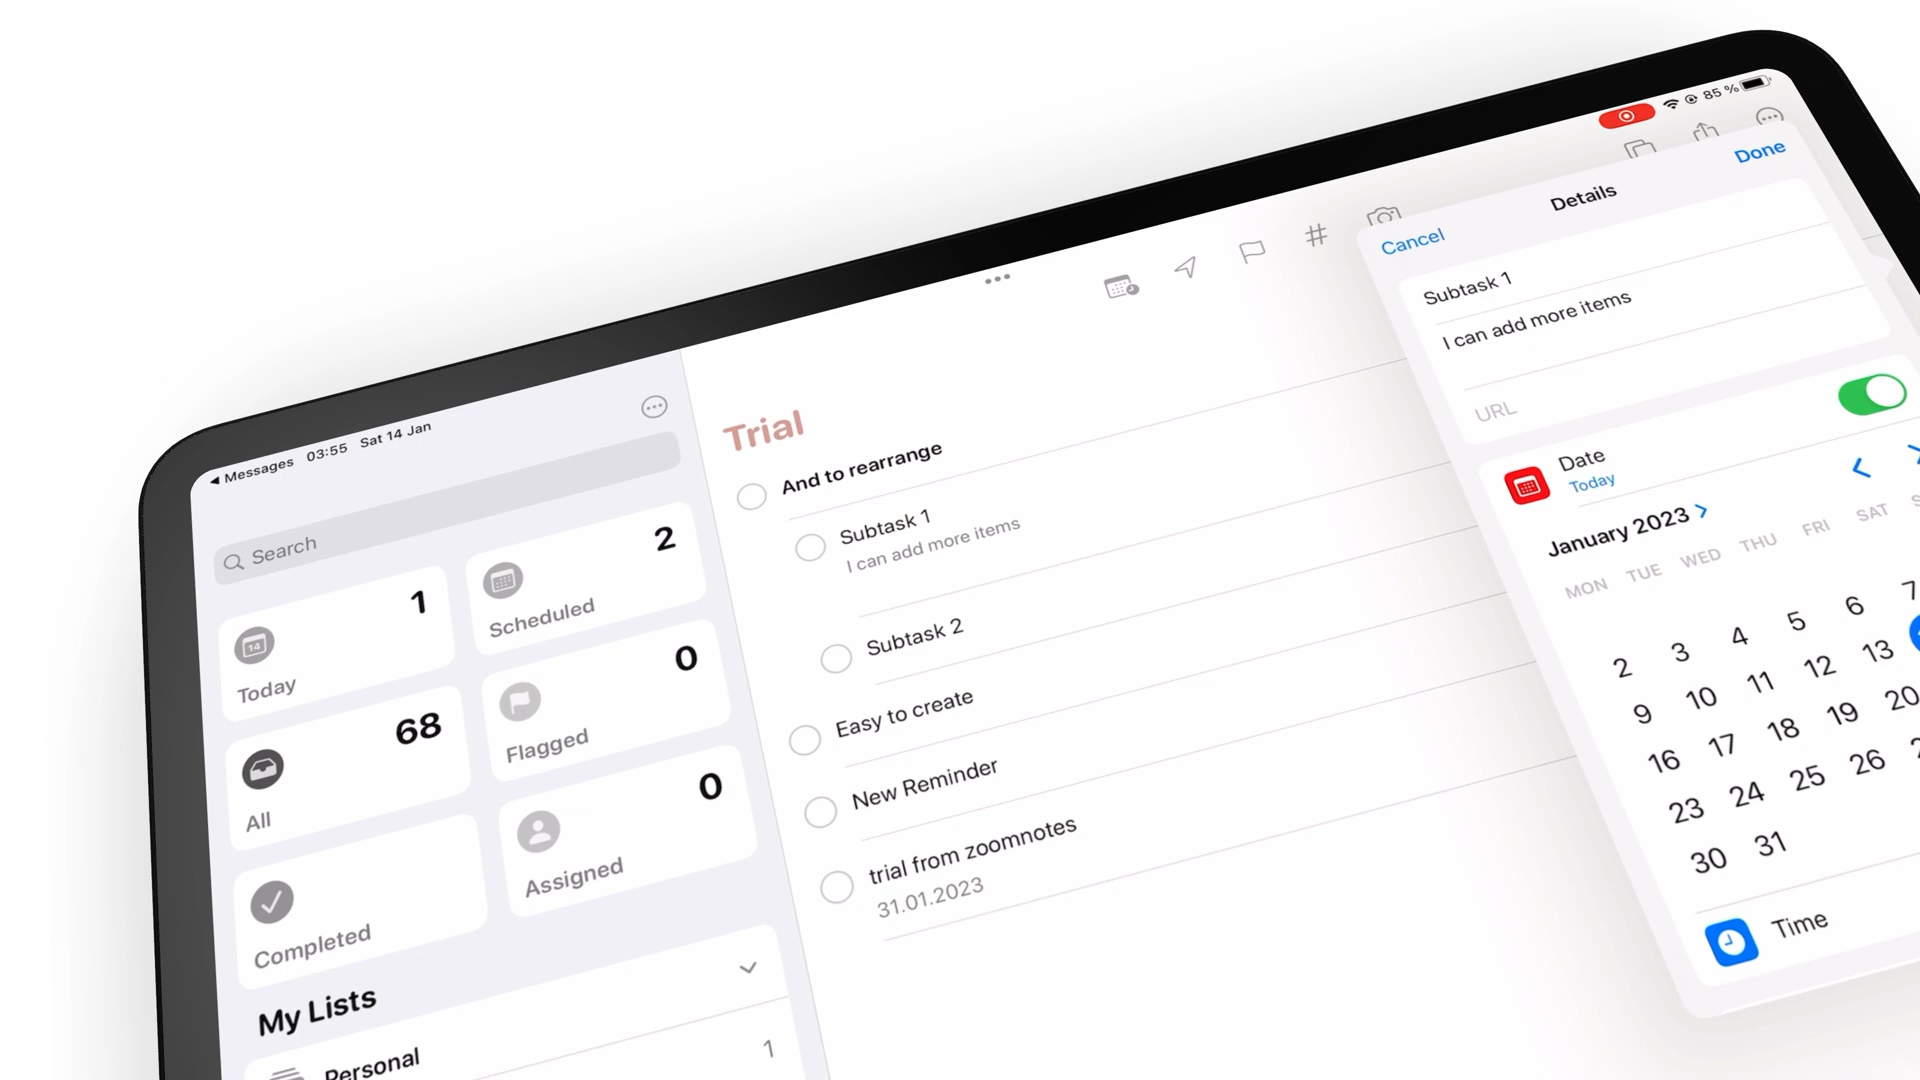 ◀ Messages 03:55 Sat 14 Jan
85 %
Search
14
Today
1
Scheduled
2
All
68
Flagged
0
Completed
Assigned
0
My Lists
Personal
1
Trial
And to rearrange
Subtask 1
I can add more items
Subtask 2
Easy to create
New Reminder
trial from zoomnotes
31.01.2023
Cancel
Details
Done
Subtask 1
I can add more items
URL
Date
Today
January 2023
MON TUE WED THU FRI SAT
2 3 4 5 6 7
9 10 11 12 13
16 17 18 19 20
23 24 25 26
30 31
Time